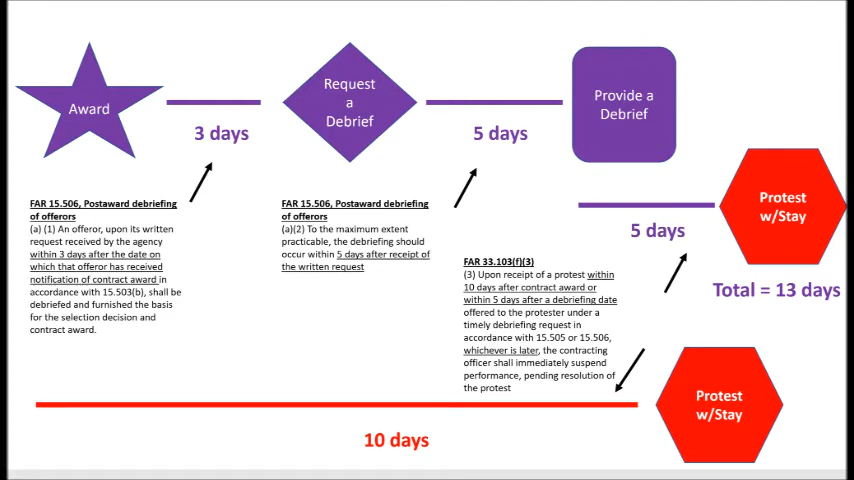 Award
3 days
Request
a
Debrief
5 days
Provide a
Debrief
5 days
Protest
w/Stay
Total = 13 days
FAR 15.506, Postaward debriefing
of offerors
(a) (1) An offeror, upon its written
request received by the agency
within 3 days after the date on
which that offeror has received
notification of contract award in
accordance with 15.503(b), shall be
debriefed and furnished the basis
for the selection decision and
contract award.
FAR 15.506, Postaward debriefing
of offerors
(a)(2) To the maximum extent
practicable, the debriefing should
occur within 5 days after receipt of
the written request
FAR 33.103(f)(3)
(3) Upon receipt of a protest within
10 days after contract award or
within 5 days after a debriefing date
offered to the protester under a
timely debriefing request in
accordance with 15.505 or 15.506,
whichever is later, the contracting
officer shall immediately suspend
performance, pending resolution of
the protest
10 days
Protest
w/Stay